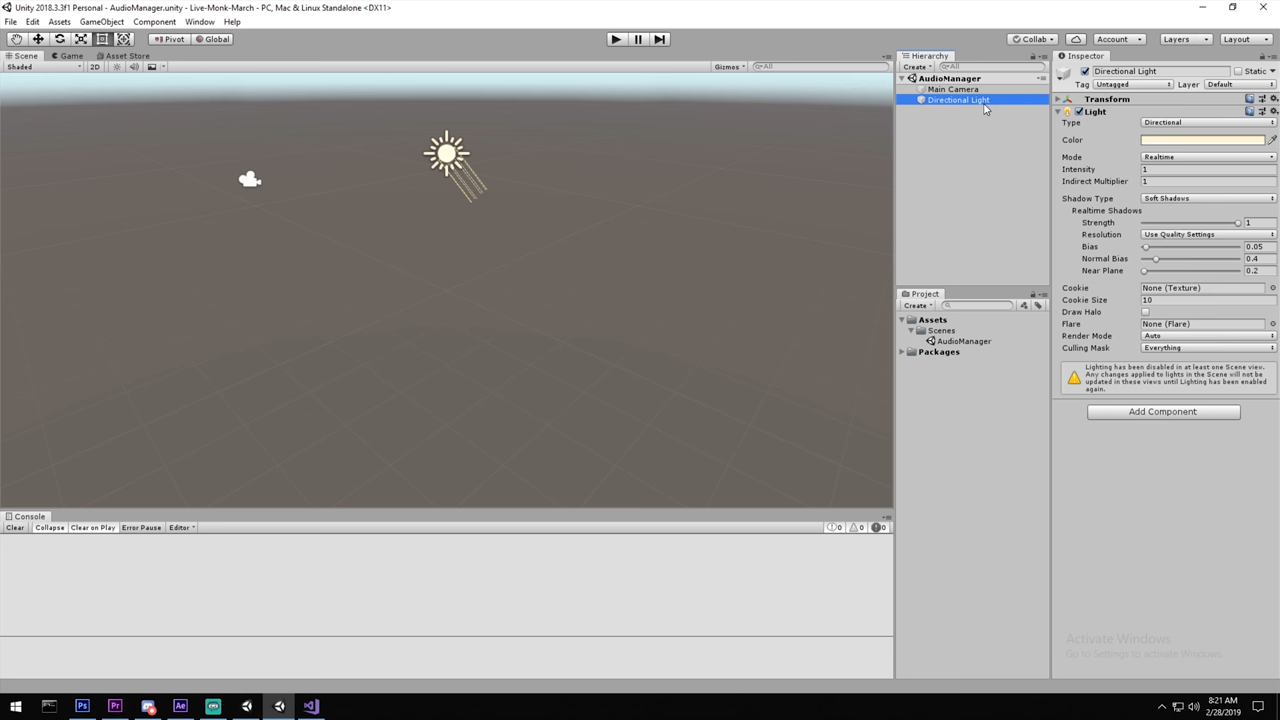 Unity 2018.3.3f1 Personal - AudioManager.unity - Live-Monk-March - PC, Mac & Linux Standalone <DX11>
File Edit Assets GameObject Component Window Help
Pivot Global
Collab Account Layers Layout
Scene Game Asset Store
Shaded 2D Gizmos All
Hierarchy
Create All
AudioManager
Main Camera
Directional Light
Project
Create
Assets
Scenes
AudioManager
Packages
Inspector
Directional Light Static
Tag Untagged Layer Default
Transform
Light
Type Directional
Color
Mode Realtime
Intensity 1
Indirect Multiplier 1
Shadow Type Soft Shadows
Realtime Shadows
Strength 1
Resolution Use Quality Settings
Bias 0.05
Normal Bias 0.4
Near Plane 0.2
Cookie None (Texture)
Cookie Size 10
Draw Halo
Flare None (Flare)
Render Mode Auto
Culling Mask Everything
Lighting has been disabled in at least one Scene view.
Any changes applied to lights in the Scene will not be
updated in these views until Lighting has been enabled
again.
Add Component
Console
Clear Collapse Clear on Play Error Pause Editor 0 0 0
Activate Windows
Go to Settings to activate Windows.
Ps Pr Ae
8:21 AM
2/28/2019